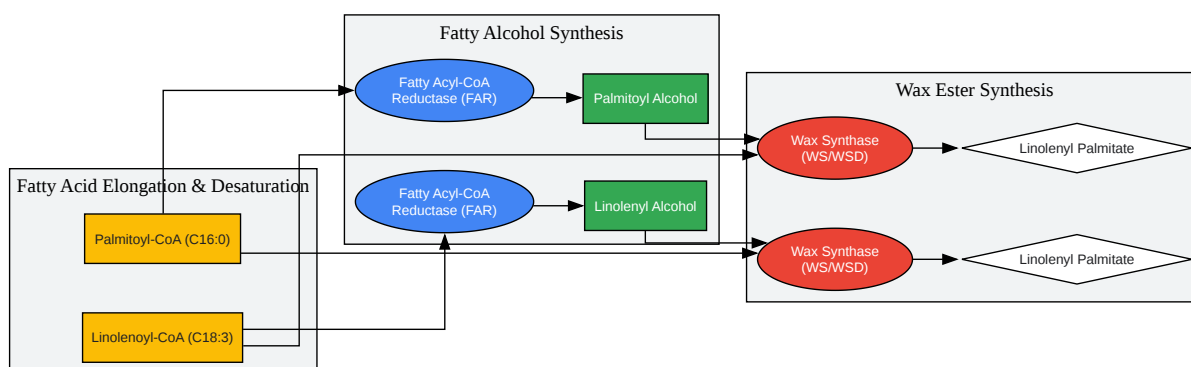 Fatty Alcohol Synthesis
Fatty Acyl-CoA
Reductase (FAR)
Palmitoyl Alcohol
Wax Ester Synthesis
Wax Synthase
(WS/WSD)
Linolenyl Palmitate
Fatty Acid Elongation & Desaturation
Fatty Acyl-CoA
Reductase (FAR)
Linolenyl Alcohol
Palmitoyl-CoA (C16:0)
Wax Synthase
(WS/WSD)
Linolenyl Palmitate
Linolenoyl-CoA (C18:3)